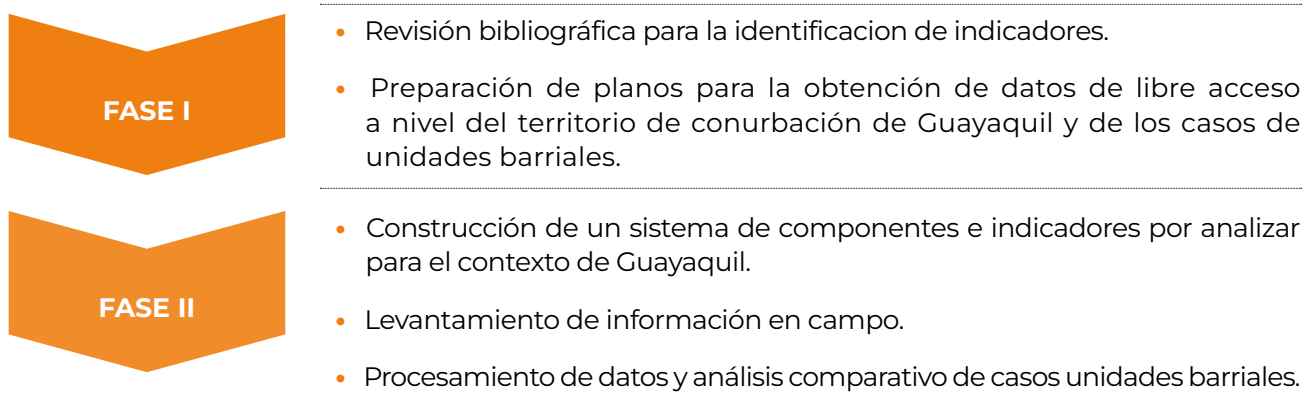 FASE I
• Revisión bibliográfica para la identificacion de indicadores.
• Preparación de planos para la obtención de datos de libre acceso
a nivel del territorio de conurbación de Guayaquil y de los casos de
unidades barriales.
FASE II
• Construcción de un sistema de componentes e indicadores por analizar
para el contexto de Guayaquil.
• Levantamiento de información en campo.
• Procesamiento de datos y análisis comparativo de casos unidades barriales.